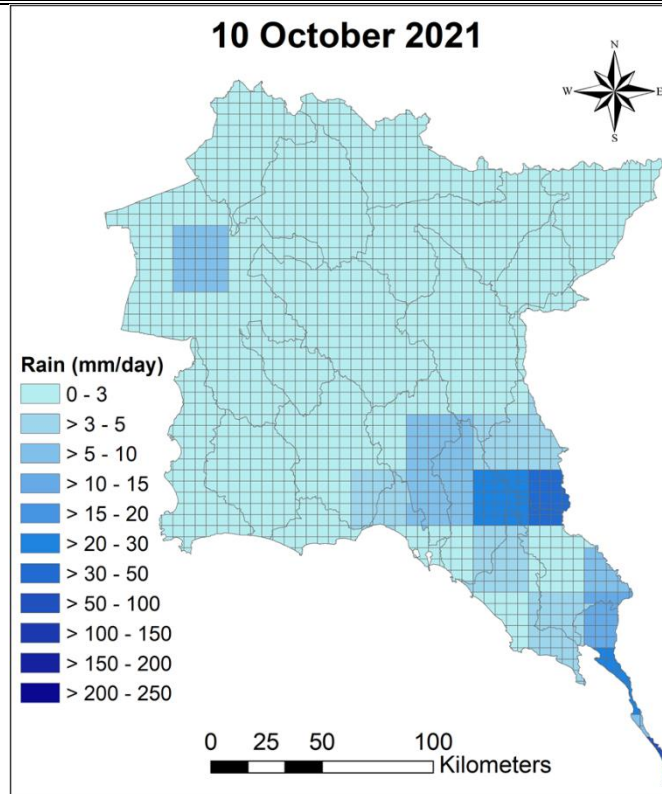 10 October 2021
N
W
E
S
Rain (mm/day)
0 - 3
> 3 - 5
> 5 - 10
> 10 - 15
> 15 - 20
> 20 - 30
> 30 - 50
> 50 - 100
> 100 - 150
> 150 - 200
> 200 - 250
0 25 50 100
Kilometers